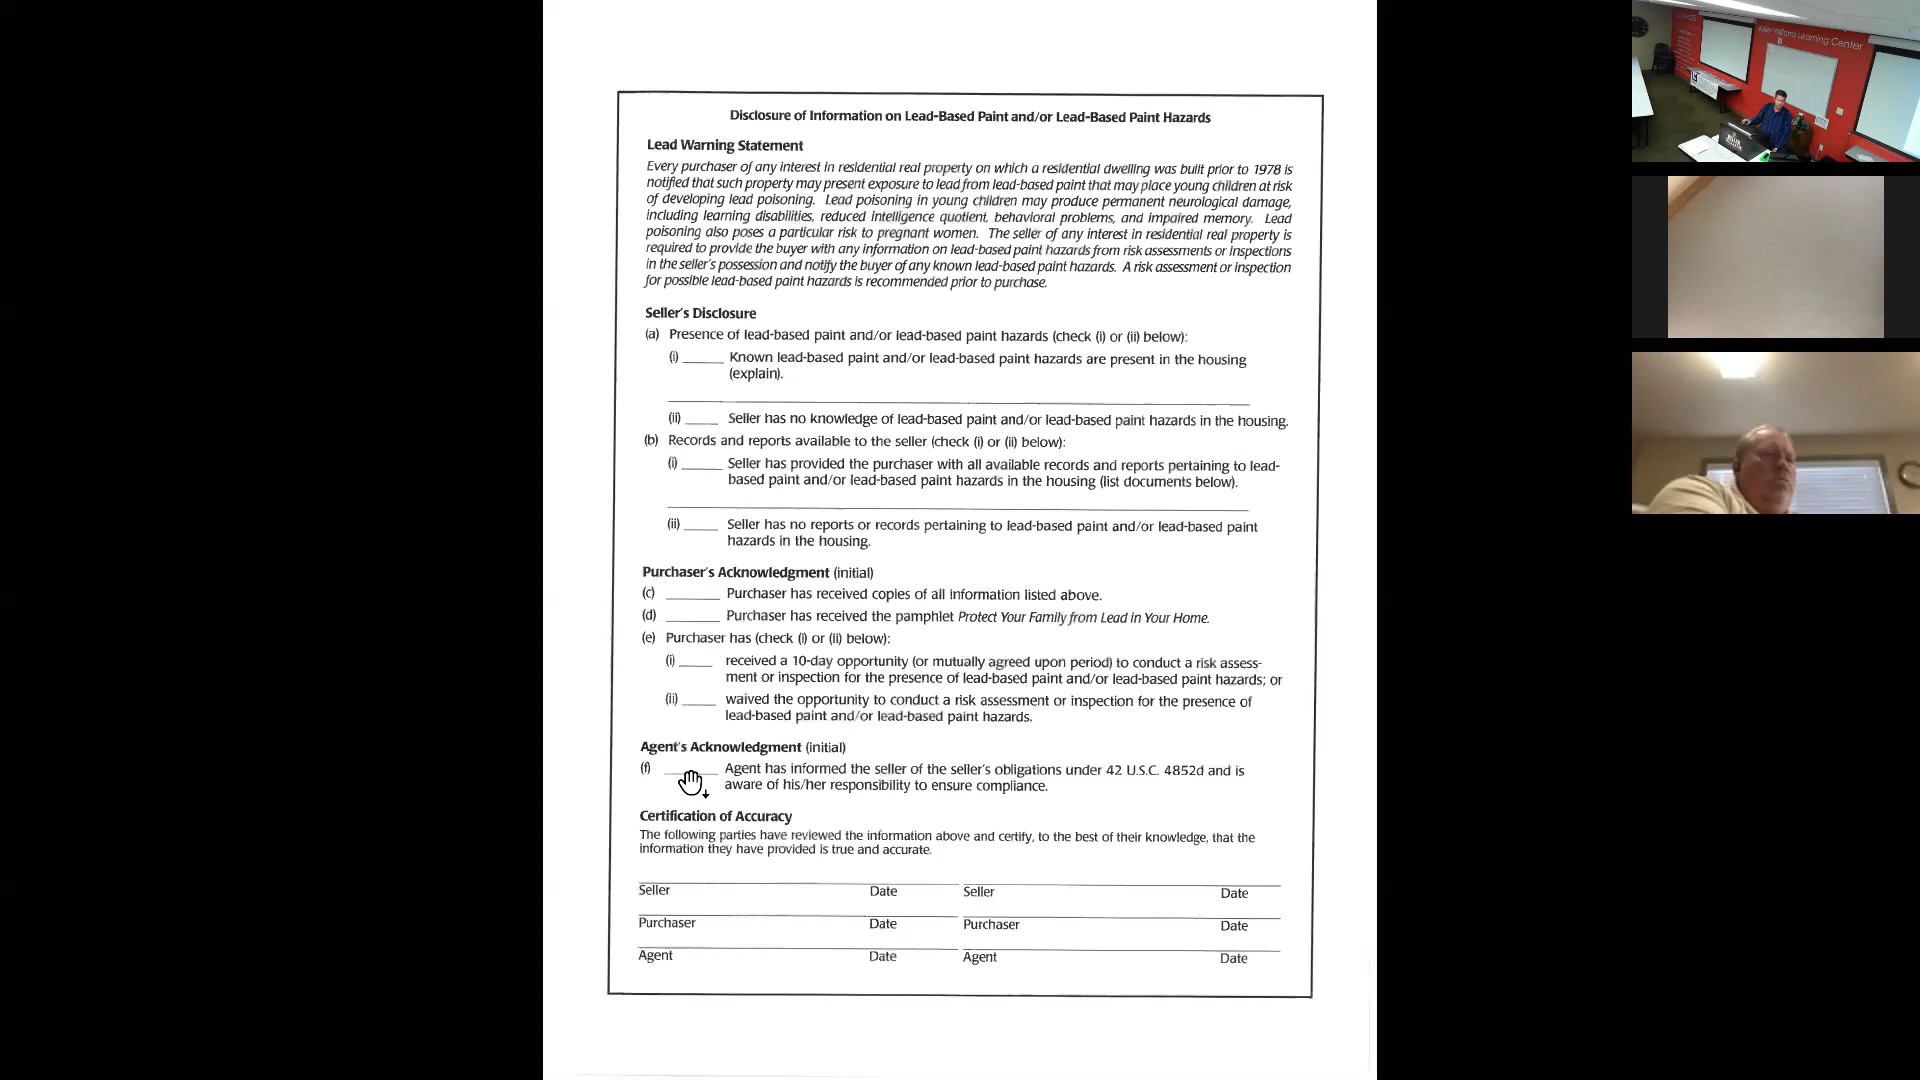 Disclosure of Information on Lead-Based Paint and/or Lead-Based Paint Hazards
Lead Warning Statement
Every purchaser of any interest in residential real property on which a residential dwelling was built prior to 1978 is
notified that such property may present exposure to lead from lead-based paint that may place young children at risk
of developing lead poisoning. Lead poisoning in young children may produce permanent neurological damage,
including learning disabilities, reduced intelligence quotient, behavioral problems, and impaired memory. Lead
poisoning also poses a particular risk to pregnant women. The seller of any interest in residential real property is
required to provide the buyer with any information on lead-based paint hazards from risk assessments or inspections
in the seller's possession and notify the buyer of any known lead-based paint hazards. A risk assessment or inspection
for possible lead-based paint hazards is recommended prior to purchase.
Seller's Disclosure
(a) Presence of lead-based paint and/or lead-based paint hazards (check (i) or (ii) below):
(i) ______ Known lead-based paint and/or lead-based paint hazards are present in the housing
(explain).
(ii) _____ Seller has no knowledge of lead-based paint and/or lead-based paint hazards in the housing.
(b) Records and reports available to the seller (check (i) or (ii) below):
(i) ______ Seller has provided the purchaser with all available records and reports pertaining to lead-
based paint and/or lead-based paint hazards in the housing (list documents below).
(ii) _____ Seller has no reports or records pertaining to lead-based paint and/or lead-based paint
hazards in the housing.
Purchaser's Acknowledgment (initial)
(c) ________ Purchaser has received copies of all information listed above.
(d) ________ Purchaser has received the pamphlet Protect Your Family from Lead in Your Home.
(e) Purchaser has (check (i) or (ii) below):
(i) _____ received a 10-day opportunity (or mutually agreed upon period) to conduct a risk assess-
ment or inspection for the presence of lead-based paint and/or lead-based paint hazards; or
(ii) _____ waived the opportunity to conduct a risk assessment or inspection for the presence of
lead-based paint and/or lead-based paint hazards.
Agent's Acknowledgment (initial)
(f) ________ Agent has informed the seller of the seller's obligations under 42 U.S.C. 4852d and is
aware of his/her responsibility to ensure compliance.
Certification of Accuracy
The following parties have reviewed the information above and certify, to the best of their knowledge, that the
information they have provided is true and accurate.
Seller Date Seller Date
Purchaser Date Purchaser Date
Agent Date Agent Date
Keller Williams Learning Center